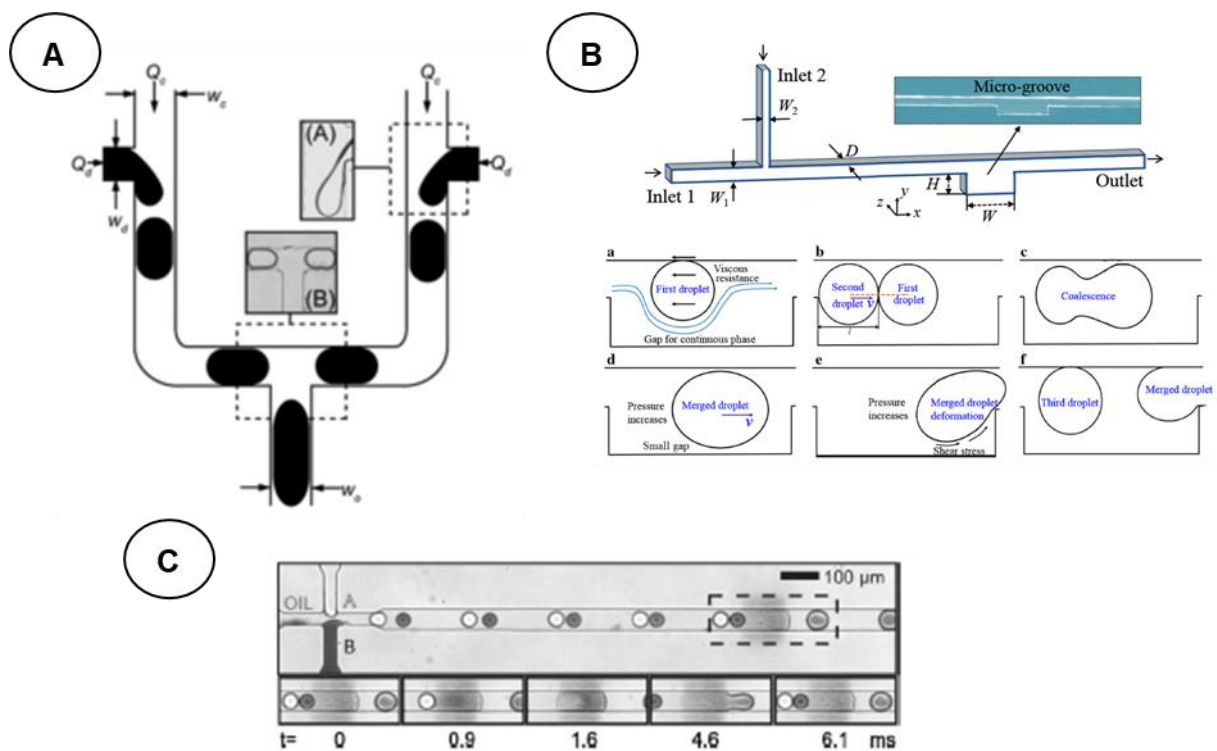 A
Q_c
w_c
Q_c
Q_d
w_d
(A)
Q_d
(B)
w_o
B
Inlet 2
Micro-groove
W_2
D
Inlet 1
W_1
H
Outlet
W
z
y
x
a
b
c
Viscous
resistance
First droplet
Gap for continuous phase
Second
droplet
v
First
droplet
l
Coalescence
d
e
f
Pressure
increases
Merged droplet
v
Small gap
Pressure
increases
Merged droplet
deformation
Shear stress
Third droplet
Merged droplet
C
OIL
A
B
100 μm
t= 0 0.9 1.6 4.6 6.1 ms